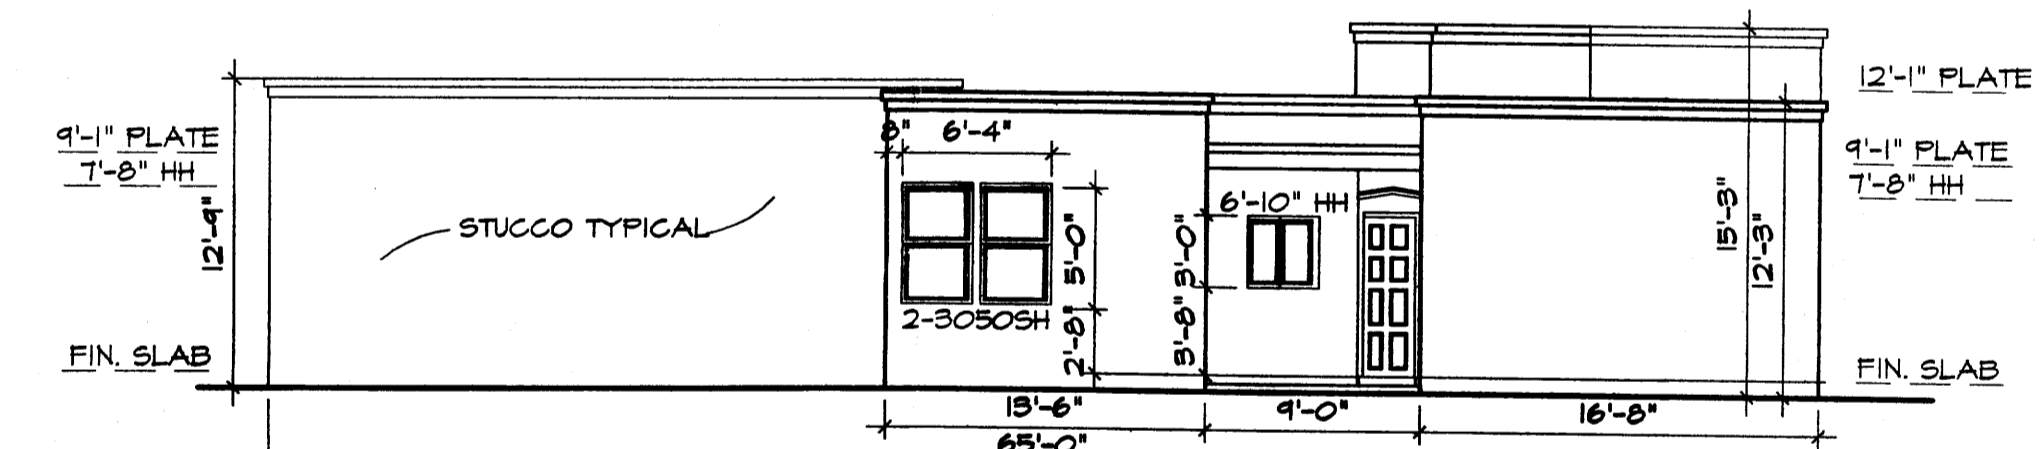 12'-1" PLATE
9'-1" PLATE
7'-8" HH
8" 6'-4"
9'-1" PLATE
7'-8" HH
12'-9"
STUCCO TYPICAL
6'-10" HH
5'-0"
3'-0"
15'-3"
12'-3"
2-3050SH
2'-8"
3'-8"
FIN. SLAB
FIN. SLAB
13'-6"
9'-0"
16'-8"
65'-0"